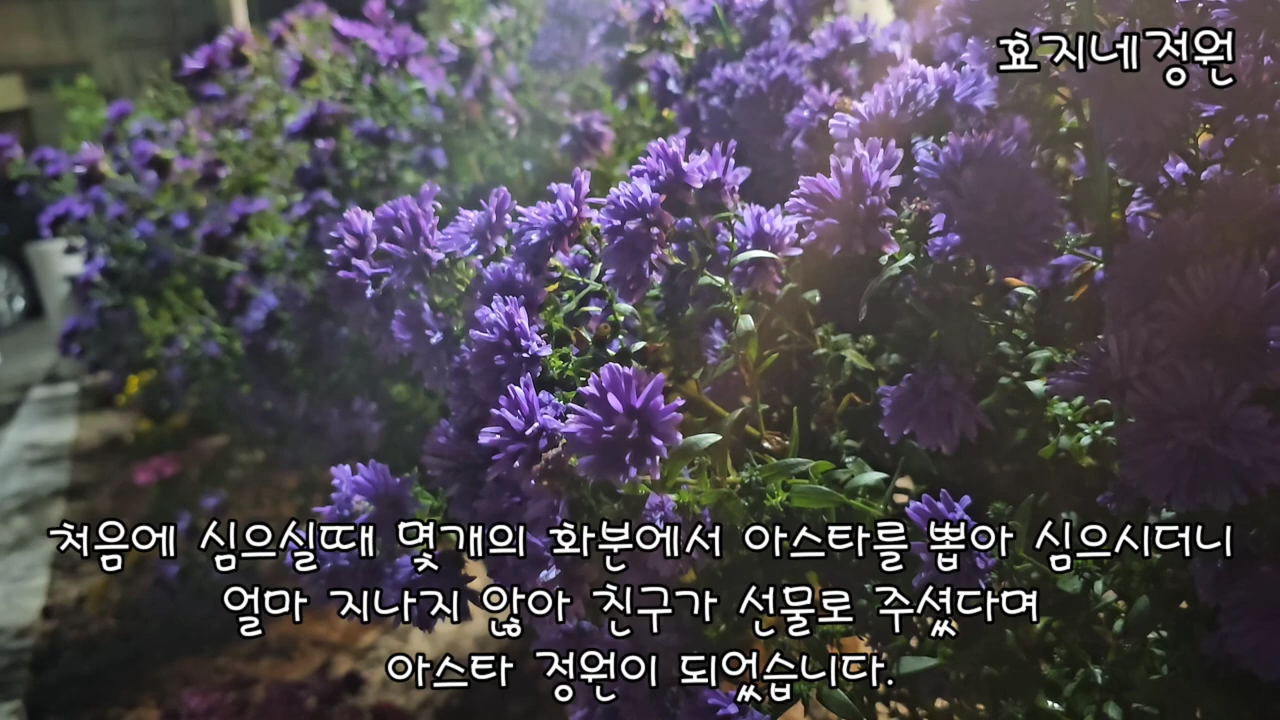 효지네정원
처음에 심으실때 몇개의 화분에서 아스타를 뽑아 심으시더니
얼마 지나지 않아 친구가 선물로 주셨다며
아스타 정원이 되었습니다.